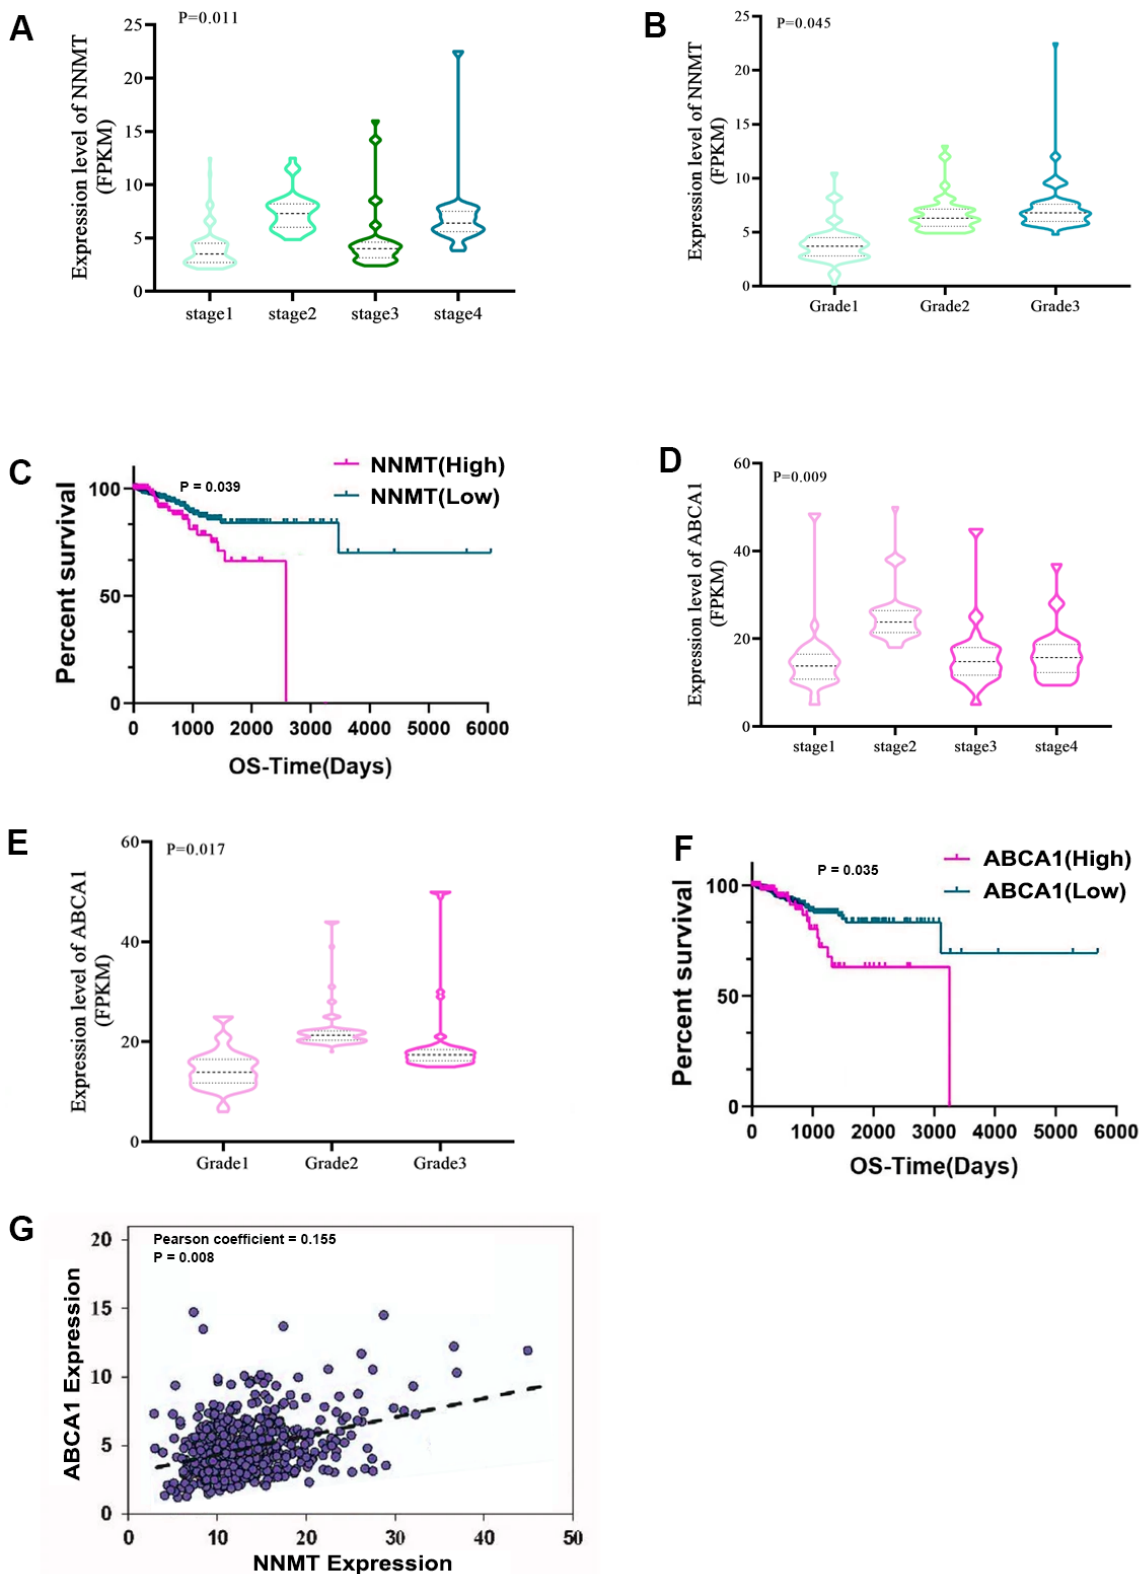 A
P=0.011
Expression level of NNMT
(FPKM)
25
20
15
10
5
0
stage1 stage2 stage3 stage4
B
P=0.045
Expression level of NNMT
(FPKM)
25
20
15
10
5
0
Grade1 Grade2 Grade3
C
NNMT(High)
NNMT(Low)
P = 0.039
Percent survival
100
50
0
0 1000 2000 3000 4000 5000 6000
OS-Time(Days)
D
P=0.009
Expression level of ABCA1
(FPKM)
60
40
20
0
stage1 stage2 stage3 stage4
E
P=0.017
Expression level of ABCA1
(FPKM)
60
40
20
0
Grade1 Grade2 Grade3
F
ABCA1(High)
ABCA1(Low)
P = 0.035
Percent survival
100
50
0
0 1000 2000 3000 4000 5000 6000
OS-Time(Days)
G
Pearson coefficient = 0.155
P = 0.008
ABCA1 Expression
20
15
10
5
0
0 10 20 30 40 50
NNMT Expression